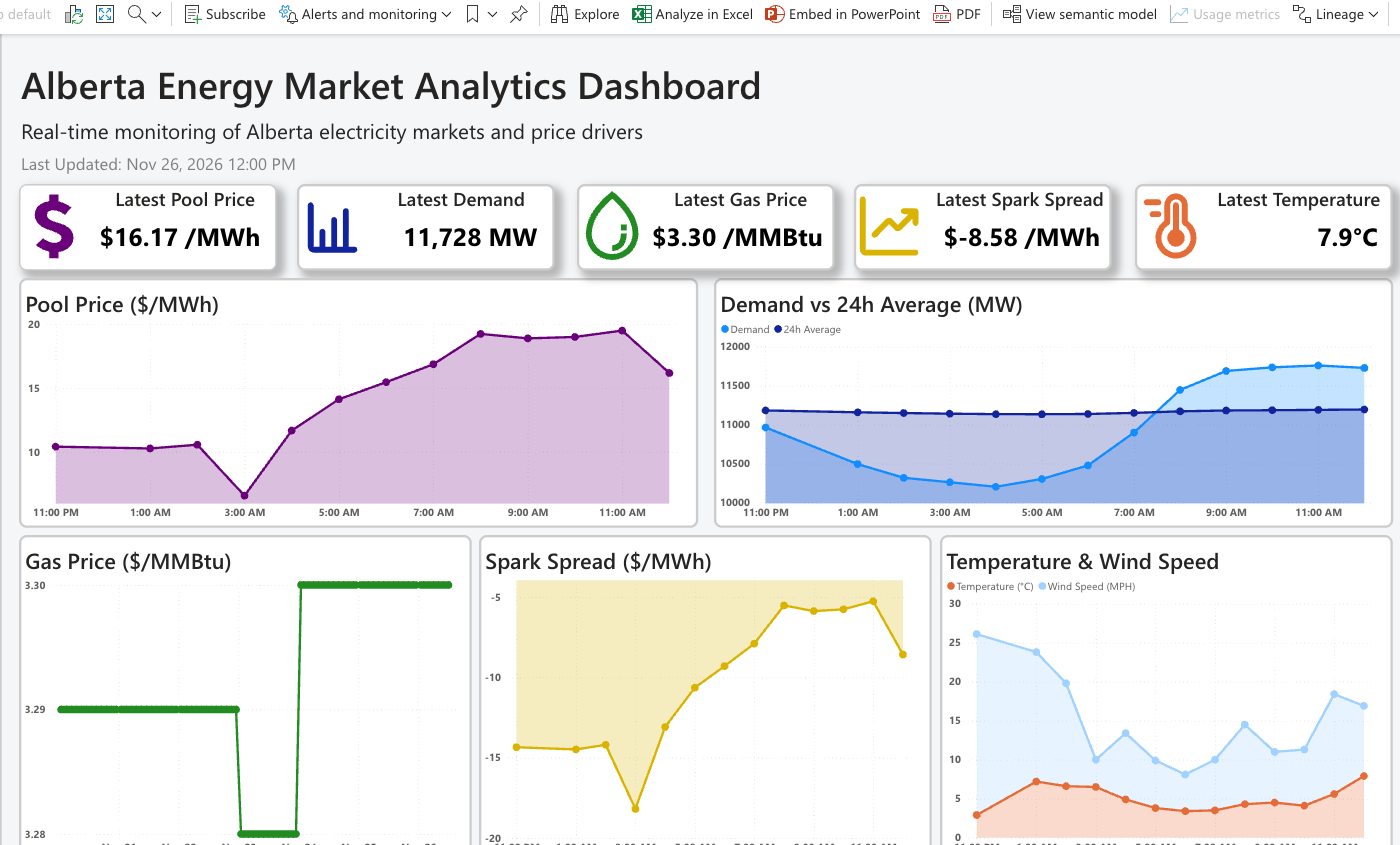 default
Subscribe
Alerts and monitoring
Explore
Analyze in Excel
Embed in PowerPoint
PDF
View semantic model
Usage metrics
Lineage
Alberta Energy Market Analytics Dashboard
Real-time monitoring of Alberta electricity markets and price drivers
Last Updated: Nov 26, 2026 12:00 PM
Latest Pool Price
$16.17 /MWh
Latest Demand
11,728 MW
Latest Gas Price
$3.30 /MMBtu
Latest Spark Spread
$-8.58 /MWh
Latest Temperature
7.9°C
Pool Price ($/MWh)
20
15
10
11:00 PM 1:00 AM 3:00 AM 5:00 AM 7:00 AM 9:00 AM 11:00 AM
Demand vs 24h Average (MW)
Demand 24h Average
12000
11500
11000
10500
10000
11:00 PM 1:00 AM 3:00 AM 5:00 AM 7:00 AM 9:00 AM 11:00 AM
Gas Price ($/MMBtu)
3.30
3.29
3.28
Spark Spread ($/MWh)
-5
-10
-15
-20
Temperature & Wind Speed
Temperature (°C) Wind Speed (MPH)
30
25
20
15
10
5
0